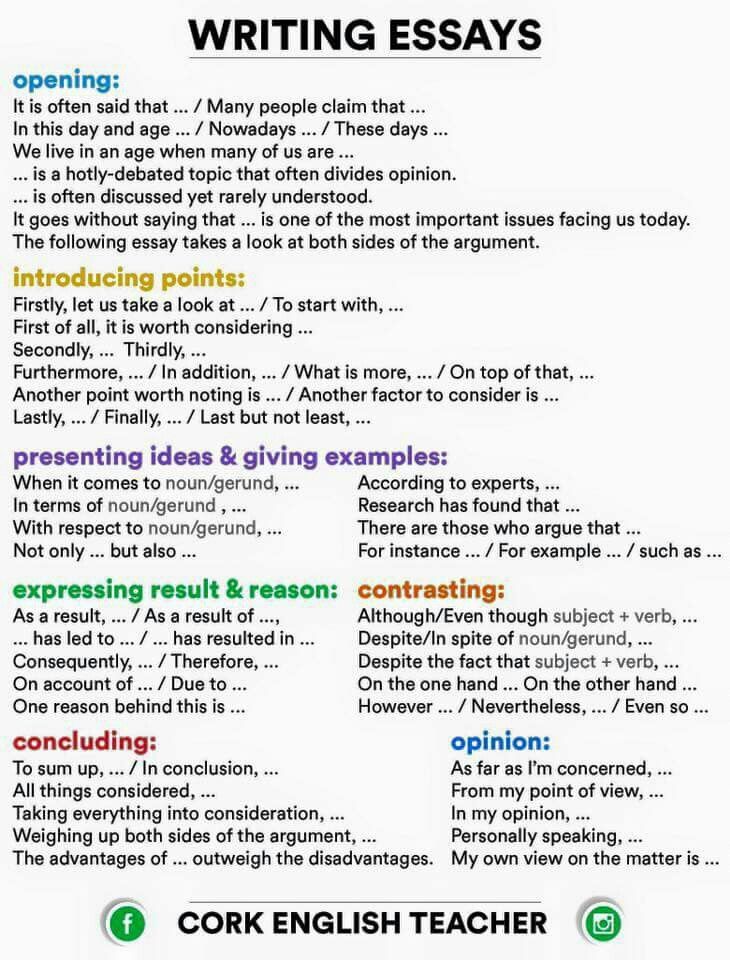 WRITING ESSAYS
opening:
It is often said that ... / Many people claim that ...
In this day and age ... / Nowadays ... / These days ...
We live in an age when many of us are ...
... is a hotly-debated topic that often divides opinion.
... is often discussed yet rarely understood.
It goes without saying that ... is one of the most important issues facing us today.
The following essay takes a look at both sides of the argument.
introducing points:
Firstly, let us take a look at ... / To start with, ...
First of all, it is worth considering ...
Secondly, ... Thirdly, ...
Furthermore, ... / In addition, ... / What is more, ... / On top of that, ...
Another point worth noting is ... / Another factor to consider is ...
Lastly, ... / Finally, ... / Last but not least, ...
presenting ideas & giving examples:
When it comes to noun/gerund, ...
In terms of noun/gerund , ...
With respect to noun/gerund, ...
Not only ... but also ...
According to experts, ...
Research has found that ...
There are those who argue that ...
For instance ... / For example ... / such as ...
expressing result & reason:
As a result, ... / As a result of ...,
... has led to ... / ... has resulted in ...
Consequently, ... / Therefore, ...
On account of ... / Due to ...
One reason behind this is ...
contrasting:
Although/Even though subject + verb, ...
Despite/In spite of noun/gerund, ...
Despite the fact that subject + verb, ...
On the one hand ... On the other hand ...
However ... / Nevertheless, ... / Even so ...
concluding:
To sum up, ... / In conclusion, ...
All things considered, ...
Taking everything into consideration, ...
Weighing up both sides of the argument, ...
The advantages of ... outweigh the disadvantages.
opinion:
As far as I'm concerned, ...
From my point of view, ...
In my opinion, ...
Personally speaking, ...
My own view on the matter is ...
CORK ENGLISH TEACHER